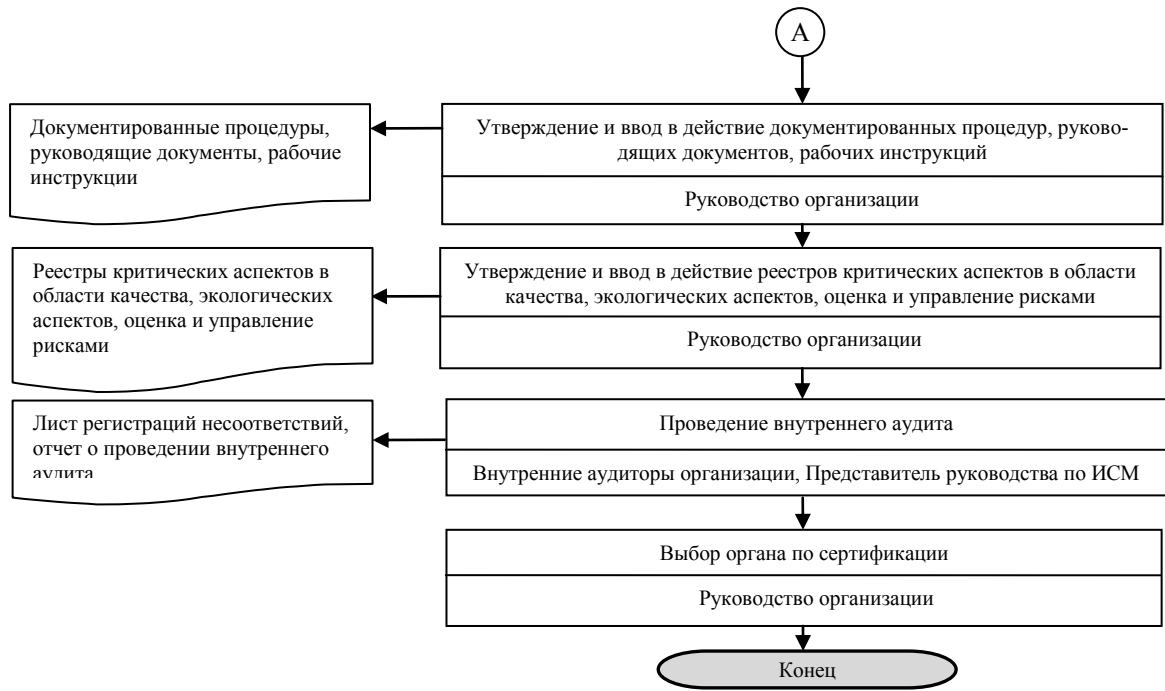 А
Документированные процедуры,
руководящие документы, рабочие
инструкции
Утверждение и ввод в действие документированных процедур, руково-
дящих документов, рабочих инструкций
Руководство организации
Реестры критических аспектов в
области качества, экологических
аспектов, оценка и управление
рисками
Утверждение и ввод в действие реестров критических аспектов в области
качества, экологических аспектов, оценка и управление рисками
Руководство организации
Лист регистраций несоответствий,
отчет о проведении внутреннего
аудита
Проведение внутреннего аудита
Внутренние аудиторы организации, Представитель руководства по ИСМ
Выбор органа по сертификации
Руководство организации
Конец